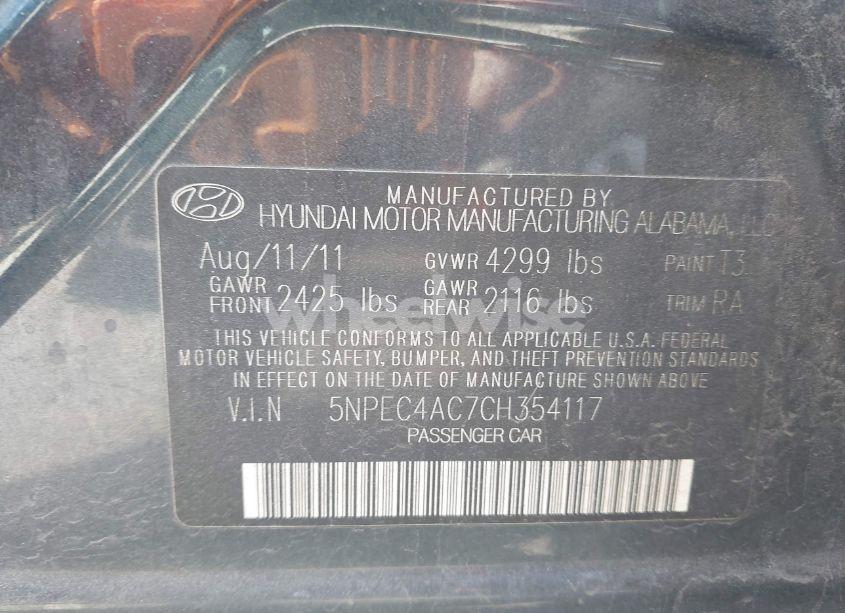 MANUFACTURED BY
HYUNDAI MOTOR MANUFACTURING ALABAMA, LLC
Aug/11/11 GVWR 4299 lbs PAINT T3
GAWR FRONT 2425 lbs GAWR REAR 2116 lbs TRIM RA
wheelwise
THIS VEHICLE CONFORMS TO ALL APPLICABLE U.S.A. FEDERAL
MOTOR VEHICLE SAFETY, BUMPER, AND THEFT PREVENTION STANDARDS
IN EFFECT ON THE DATE OF MANUFACTURE SHOWN ABOVE
V.I.N 5NPEC4AC7CH354117
PASSENGER CAR